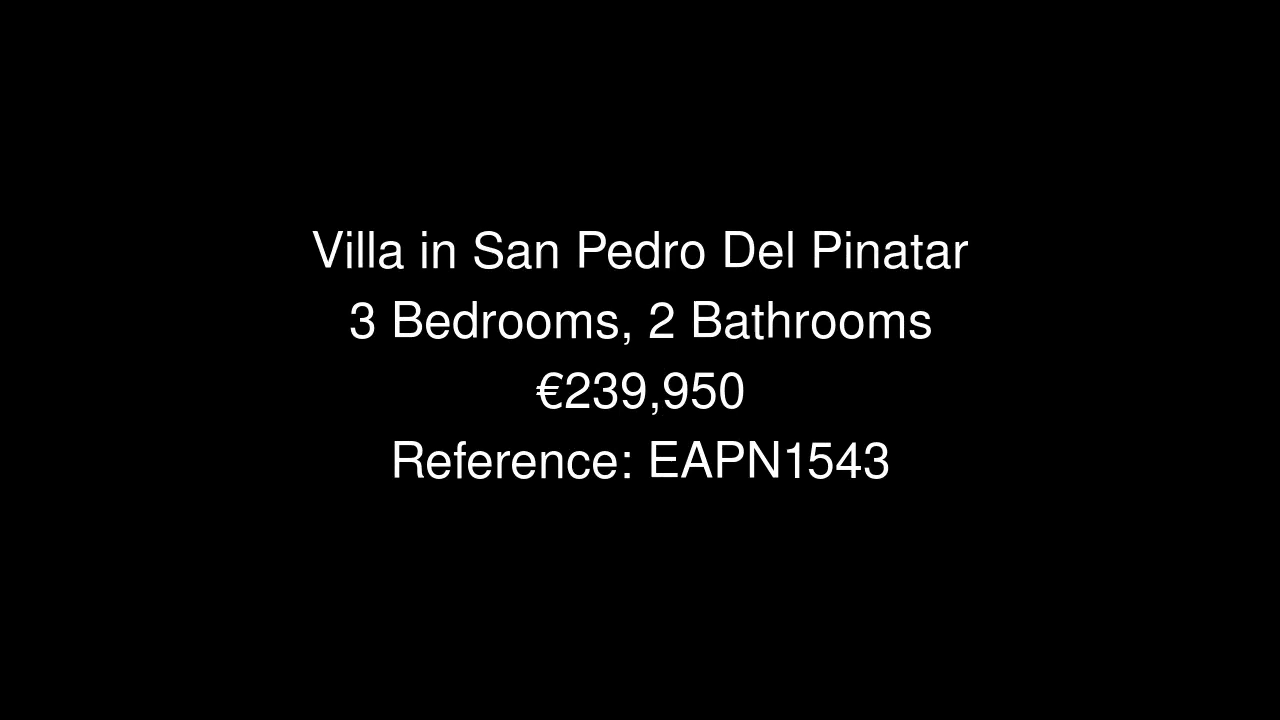 Villa in San Pedro Del Pinatar
3 Bedrooms, 2 Bathrooms
€239,950
Reference: EAPN1543